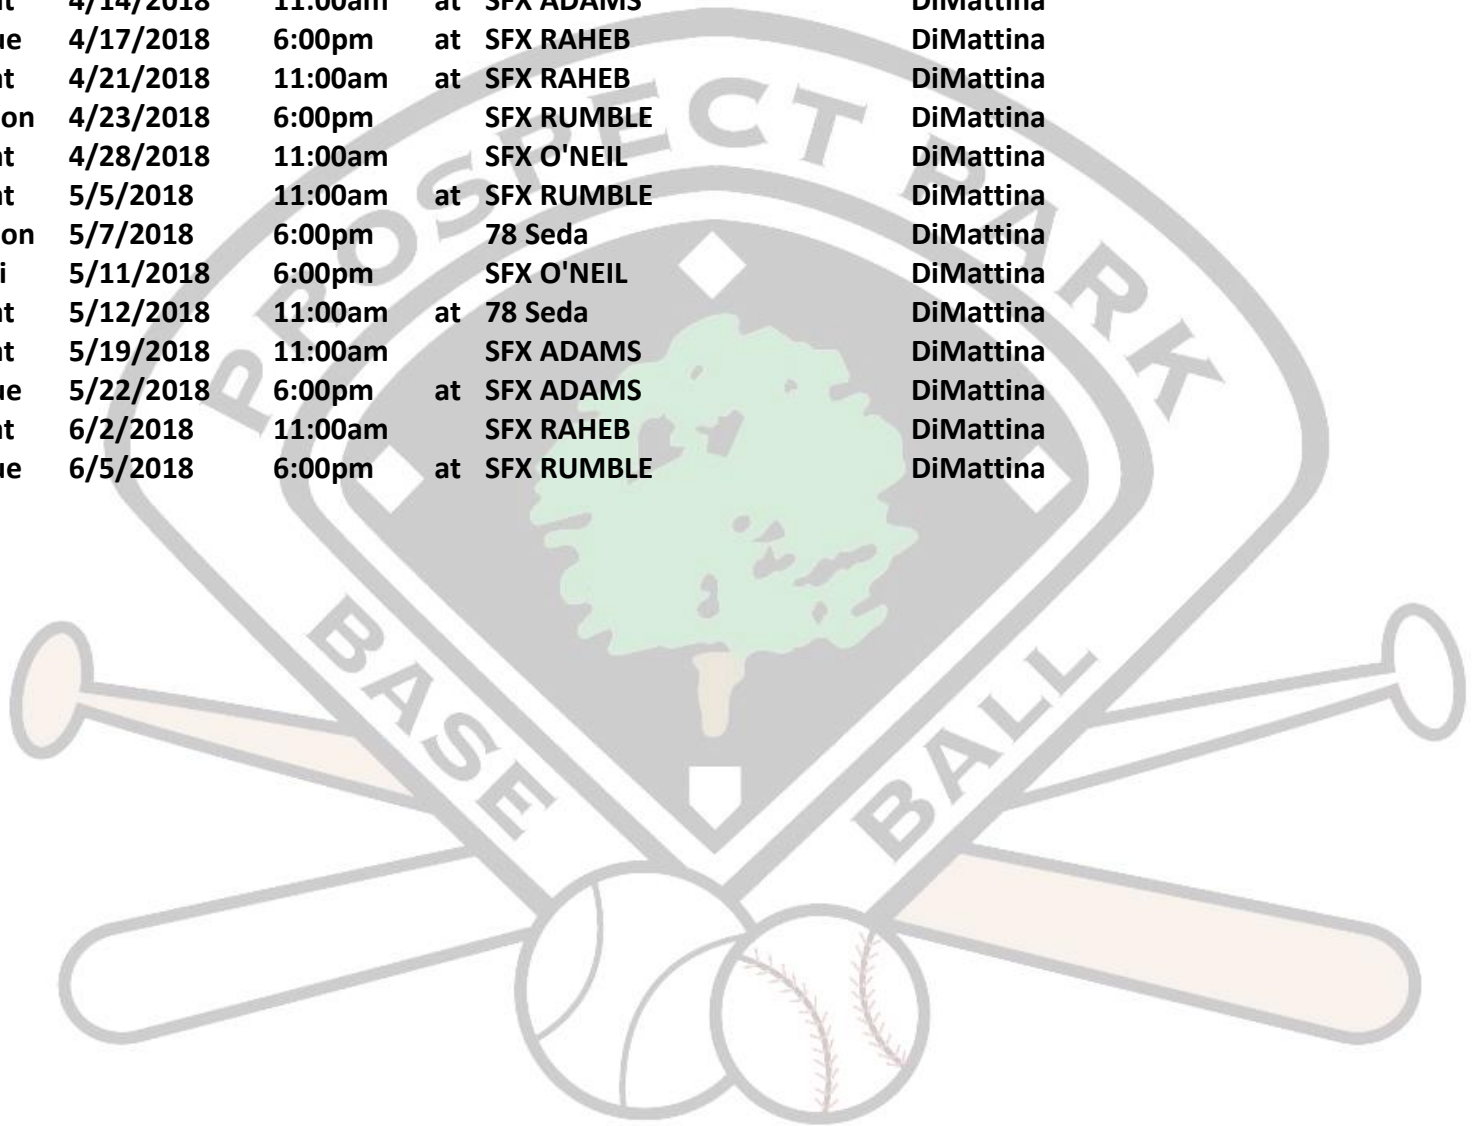 at 4/14/2018 11:00am at SFX ADAMS DiMattina
ue 4/17/2018 6:00pm at SFX RAHEB DiMattina
at 4/21/2018 11:00am at SFX RAHEB DiMattina
on 4/23/2018 6:00pm SFX RUMBLE DiMattina
at 4/28/2018 11:00am SFX O'NEIL DiMattina
at 5/5/2018 11:00am at SFX RUMBLE DiMattina
on 5/7/2018 6:00pm 78 Seda DiMattina
i 5/11/2018 6:00pm SFX O'NEIL DiMattina
at 5/12/2018 11:00am at 78 Seda DiMattina
at 5/19/2018 11:00am SFX ADAMS DiMattina
ue 5/22/2018 6:00pm at SFX ADAMS DiMattina
at 6/2/2018 11:00am SFX RAHEB DiMattina
ue 6/5/2018 6:00pm at SFX RUMBLE DiMattina
PROSPECT PARK
BASE BALL